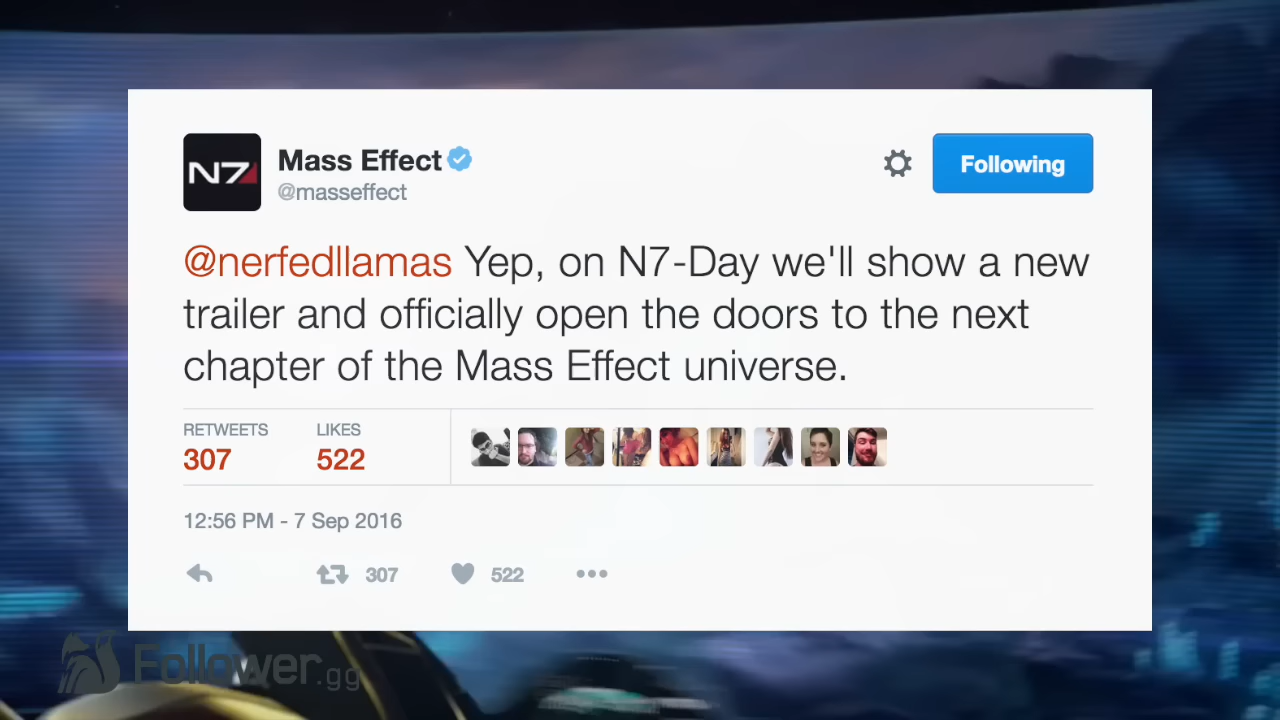 N7
Mass Effect
@masseffect
Following
@nerfedllamas Yep, on N7-Day we'll show a new
trailer and officially open the doors to the next
chapter of the Mass Effect universe.
RETWEETS LIKES
307 522
12:56 PM - 7 Sep 2016
307 522
Follower.gg